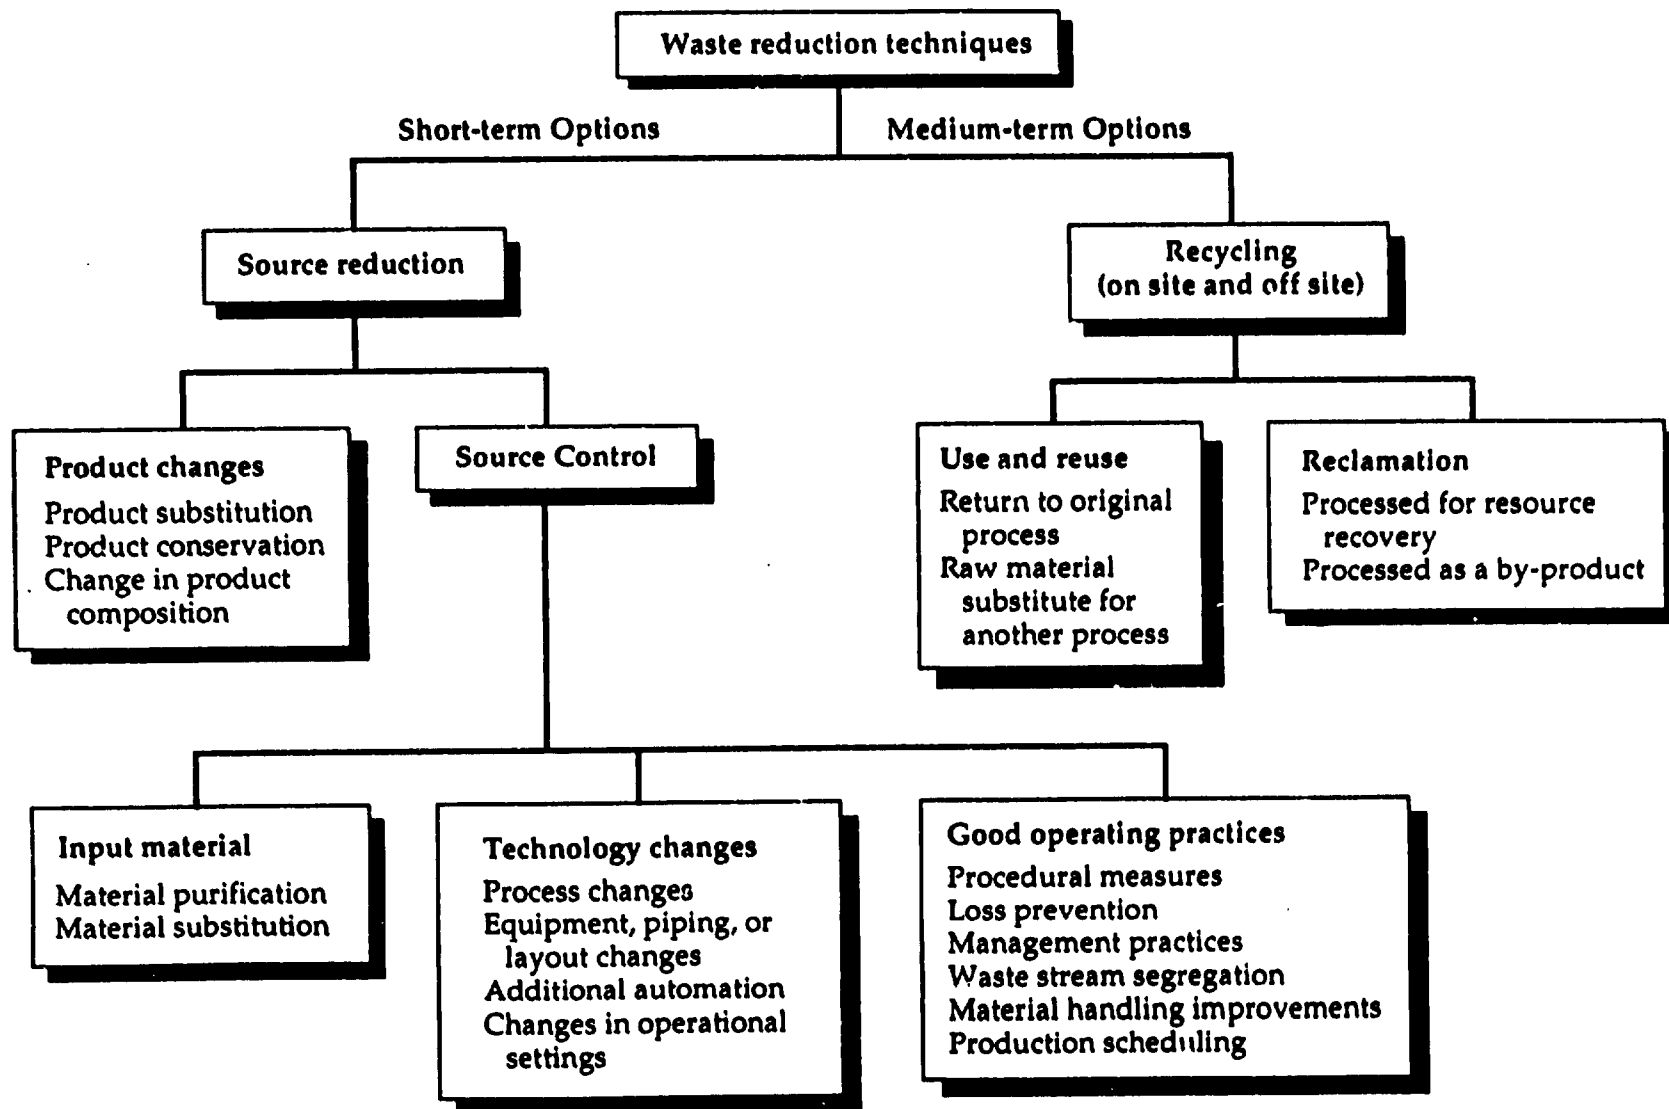 Waste reduction techniques
Short-term Options
Medium-term Options
Source reduction
Recycling
(on site and off site)
Product changes
Product substitution
Product conservation
Change in product
composition
Source Control
Use and reuse
Return to original
process
Raw material
substitute for
another process
Reclamation
Processed for resource
recovery
Processed as a by-product
Input material
Material purification
Material substitution
Technology changes
Process changes
Equipment, piping, or
layout changes
Additional automation
Changes in operational
settings
Good operating practices
Procedural measures
Loss prevention
Management practices
Waste stream segregation
Material handling improvements
Production scheduling